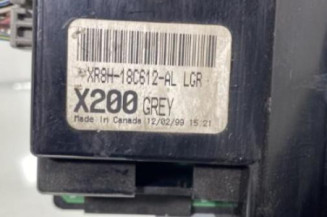 XR8H-18C612-AL LGR
X200 GREY
Made in Canada 12/02/99 15 21